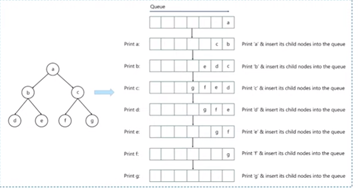 Queue
a
Print a: c b Print 'a' & insert its child nodes into the queue
a
Print b: e d c Print 'b' & insert its child nodes into the queue
b c
Print c: g f e d Print 'c' & insert its child nodes into the queue
Print d: g f e Print 'd' & insert its child nodes into the queue
d e f g
Print e: g f Print 'e' & insert its child nodes into the queue
Print f: g Print 'f' & insert its child nodes into the queue
Print g: Print 'g' & insert its child nodes into the queue